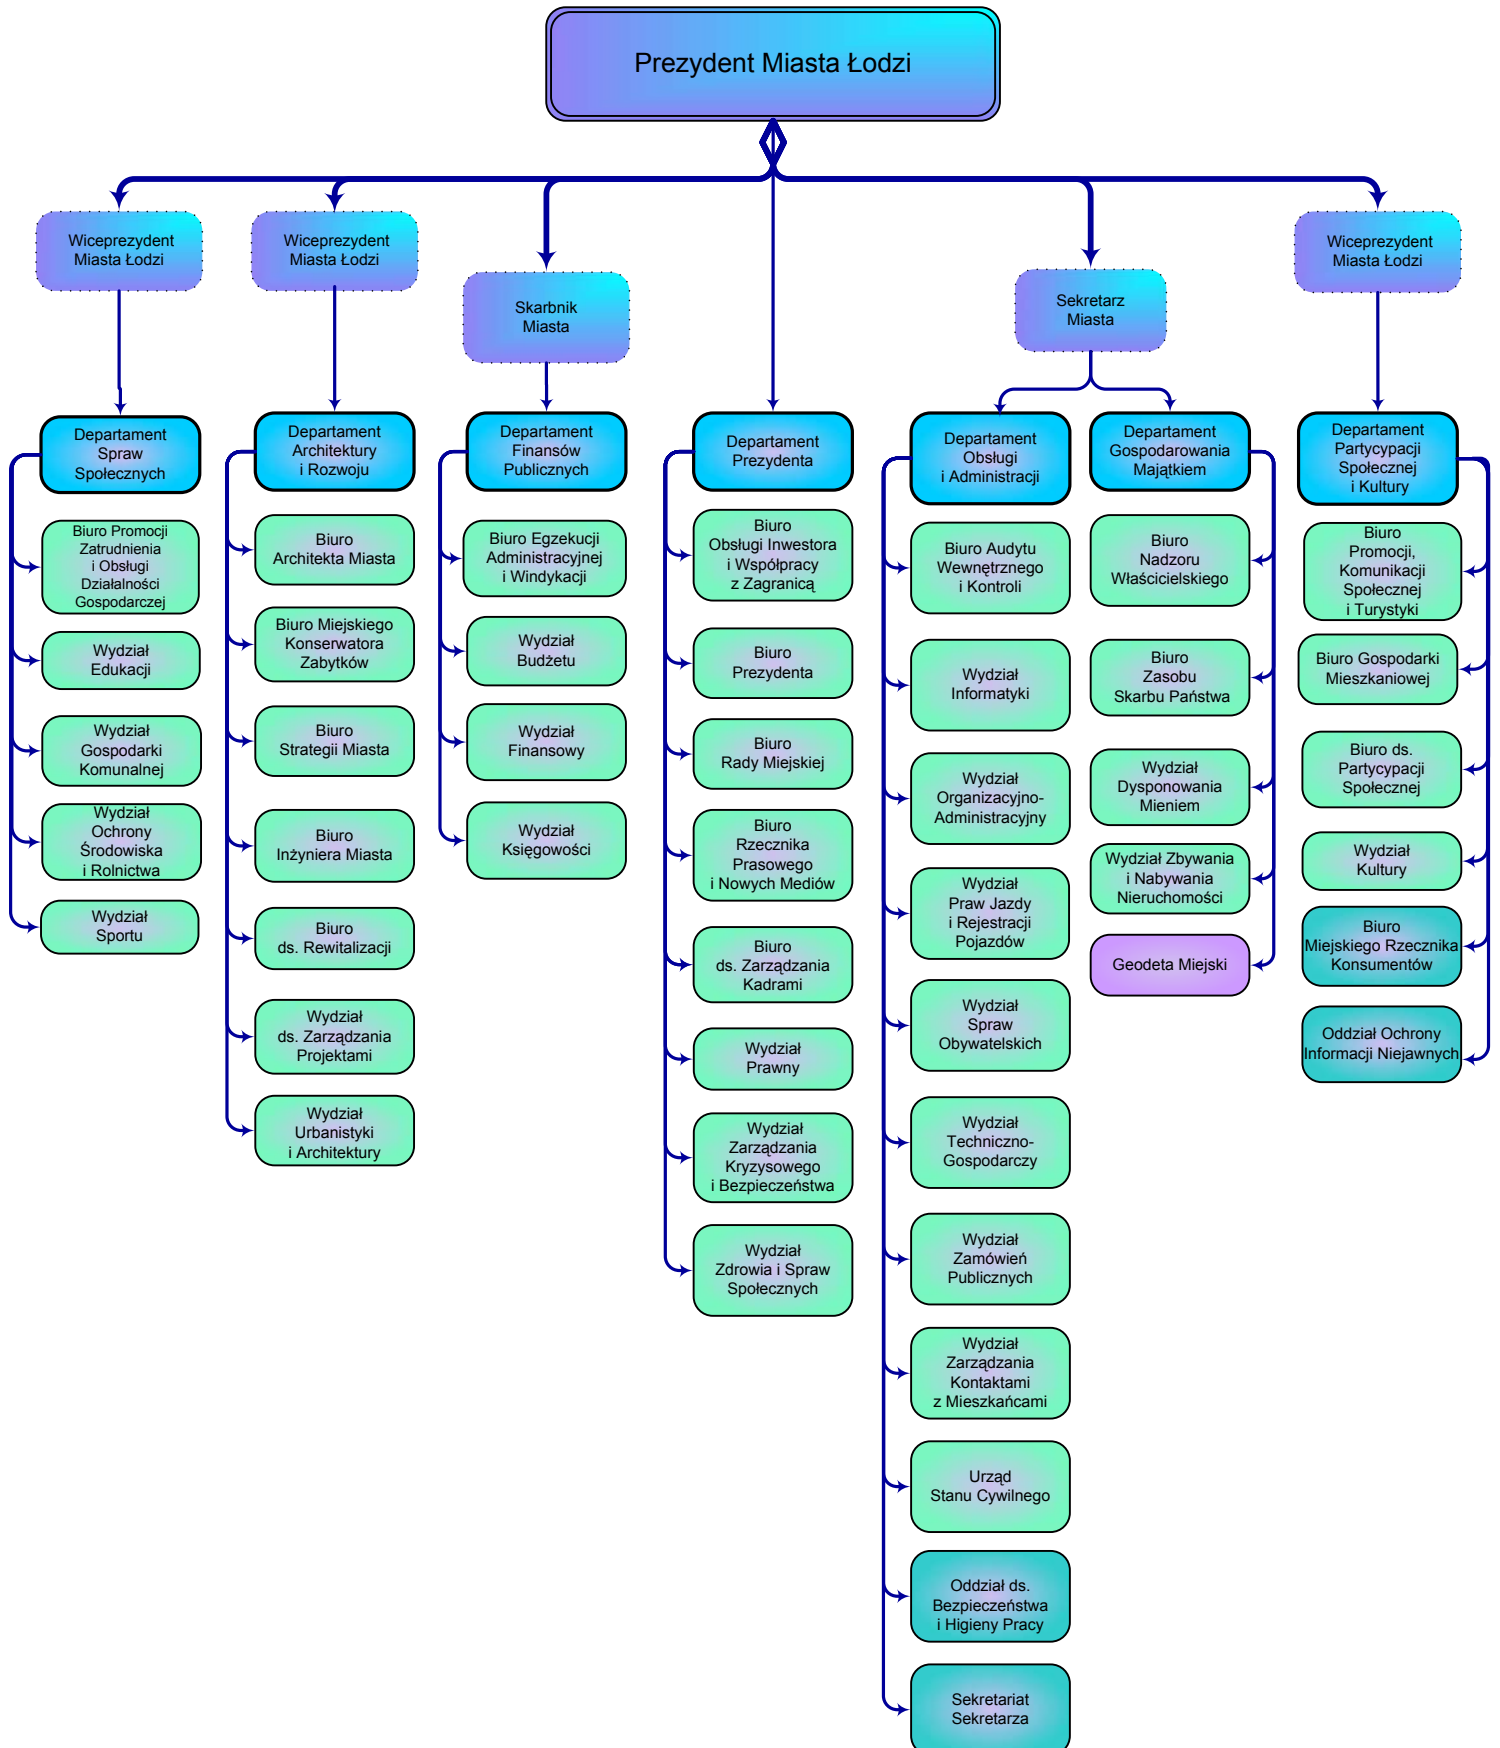 Prezydent Miasta Łodzi
Wiceprezydent
Miasta Łodzi
Wiceprezydent
Miasta Łodzi
Skarbnik
Miasta
Sekretarz
Miasta
Wiceprezydent
Miasta Łodzi
Departament
Spraw
Społecznych
Biuro Promocji
Zatrudnienia
i Obsługi
Działalności
Gospodarczej
Wydział
Edukacji
Wydział
Gospodarki
Komunalnej
Wydział
Ochrony
Środowiska
i Rolnictwa
Wydział
Sportu
Departament
Architektury
i Rozwoju
Biuro
Architekta Miasta
Biuro Miejskiego
Konserwatora
Zabytków
Biuro
Strategii Miasta
Biuro
Inżyniera Miasta
Biuro
ds. Rewitalizacji
Wydział
ds. Zarządzania
Projektami
Wydział
Urbanistyki
i Architektury
Departament
Finansów
Publicznych
Biuro Egzekucji
Administracyjnej
i Windykacji
Wydział
Budżetu
Wydział
Finansowy
Wydział
Księgowości
Departament
Prezydenta
Biuro
Obsługi Inwestora
i Współpracy
z Zagranicą
Biuro
Prezydenta
Biuro
Rady Miejskiej
Biuro
Rzecznika
Prasowego
i Nowych Mediów
Biuro
ds. Zarządzania
Kadrami
Wydział
Prawny
Wydział
Zarządzania
Kryzysowego
i Bezpieczeństwa
Wydział
Zdrowia i Spraw
Społecznych
Departament
Obsługi
i Administracji
Biuro Audytu
Wewnętrznego
i Kontroli
Wydział
Informatyki
Wydział
Organizacyjno-
Administracyjny
Wydział
Praw Jazdy
i Rejestracji
Pojazdów
Wydział
Spraw
Obywatelskich
Wydział
Techniczno-
Gospodarczy
Wydział
Zamówień
Publicznych
Wydział
Zarządzania
Kontaktami
z Mieszkańcami
Urząd
Stanu Cywilnego
Oddział ds.
Bezpieczeństwa
i Higieny Pracy
Sekretariat
Sekretarza
Departament
Gospodarowania
Majątkiem
Biuro
Nadzoru
Właścicielskiego
Biuro
Zasobu
Skarbu Państwa
Wydział
Dysponowania
Mieniem
Wydział Zbywania
i Nabywania
Nieruchomości
Geodeta Miejski
Departament
Partycypacji
Społecznej
i Kultury
Biuro
Promocji,
Komunikacji
Społecznej
i Turystyki
Biuro Gospodarki
Mieszkaniowej
Biuro ds.
Partycypacji
Społecznej
Wydział
Kultury
Biuro
Miejskiego Rzecznika
Konsumentów
Oddział Ochrony
Informacji Niejawnych